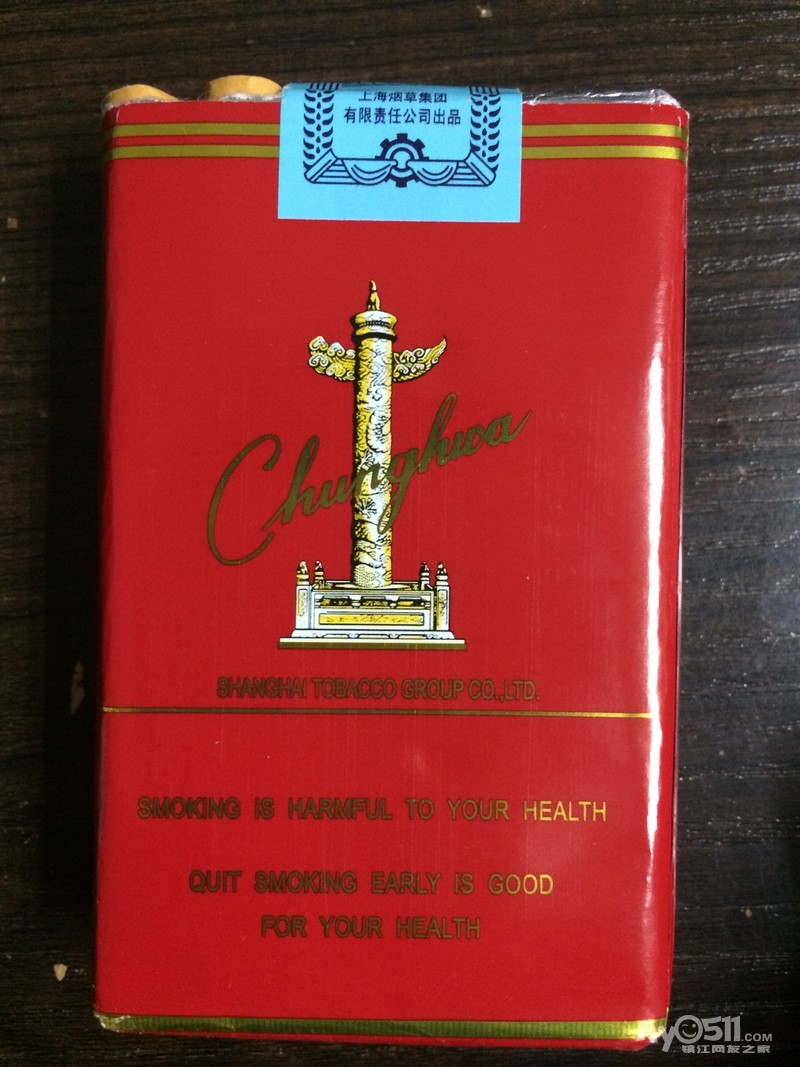 上海烟草集团
有限责任公司出品
Chunghwa
SHANGHAI TOBACCO GROUP CO.,LTD.
SMOKING IS HARMFUL TO YOUR HEALTH
QUIT SMOKING EARLY IS GOOD
FOR YOUR HEALTH
yo511.COM
镇江网友之家